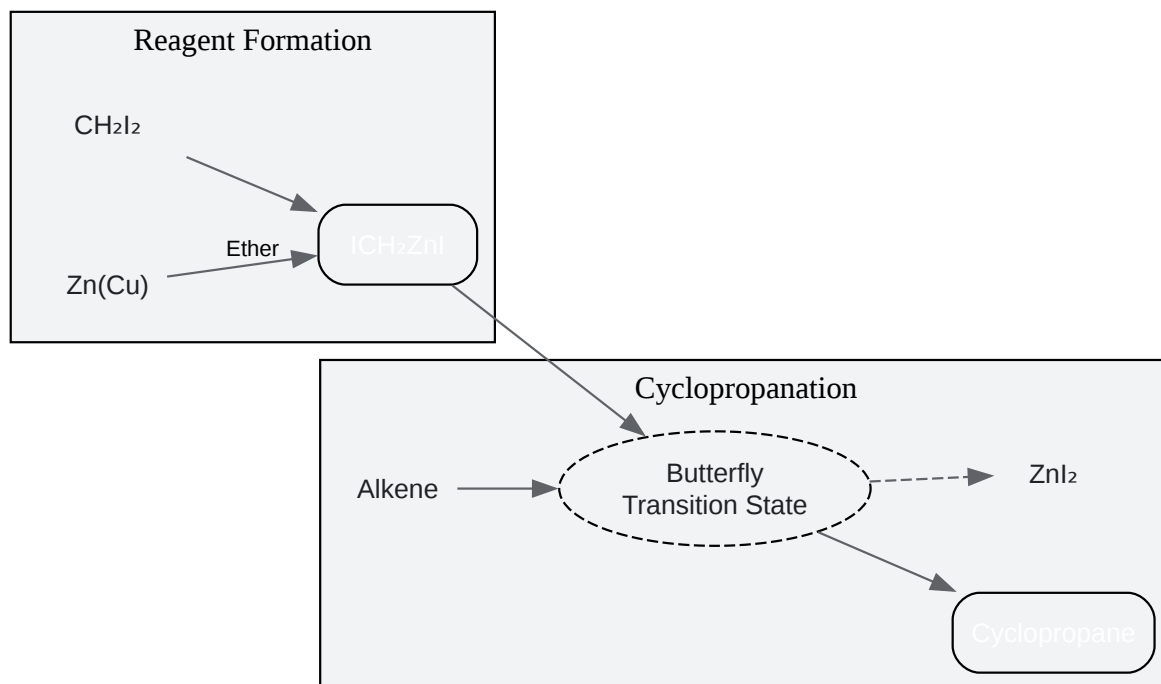 Reagent Formation
CH₂I₂
Ether
ICH₂ZnI
Zn(Cu)
Cyclopropanation
Alkene
Butterfly
Transition State
ZnI₂
Cyclopropane